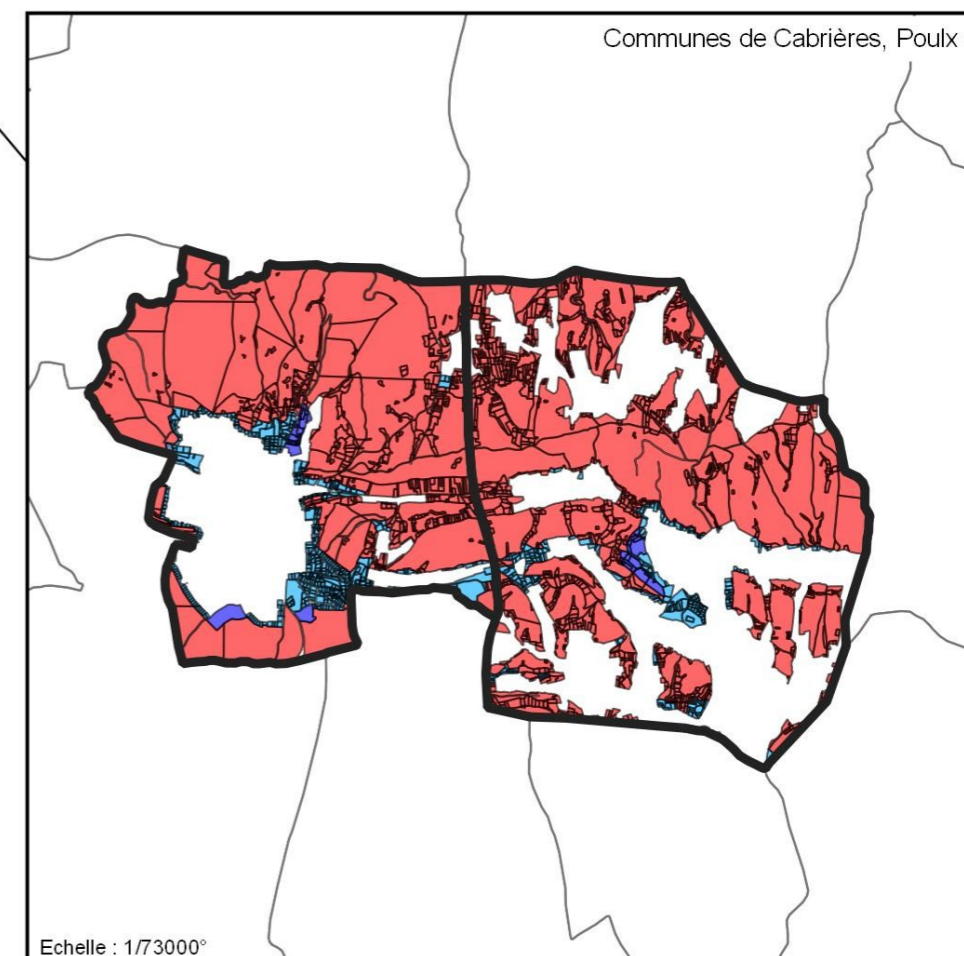 Communes de Cabrières, Poulx
Echelle : 1/73000°